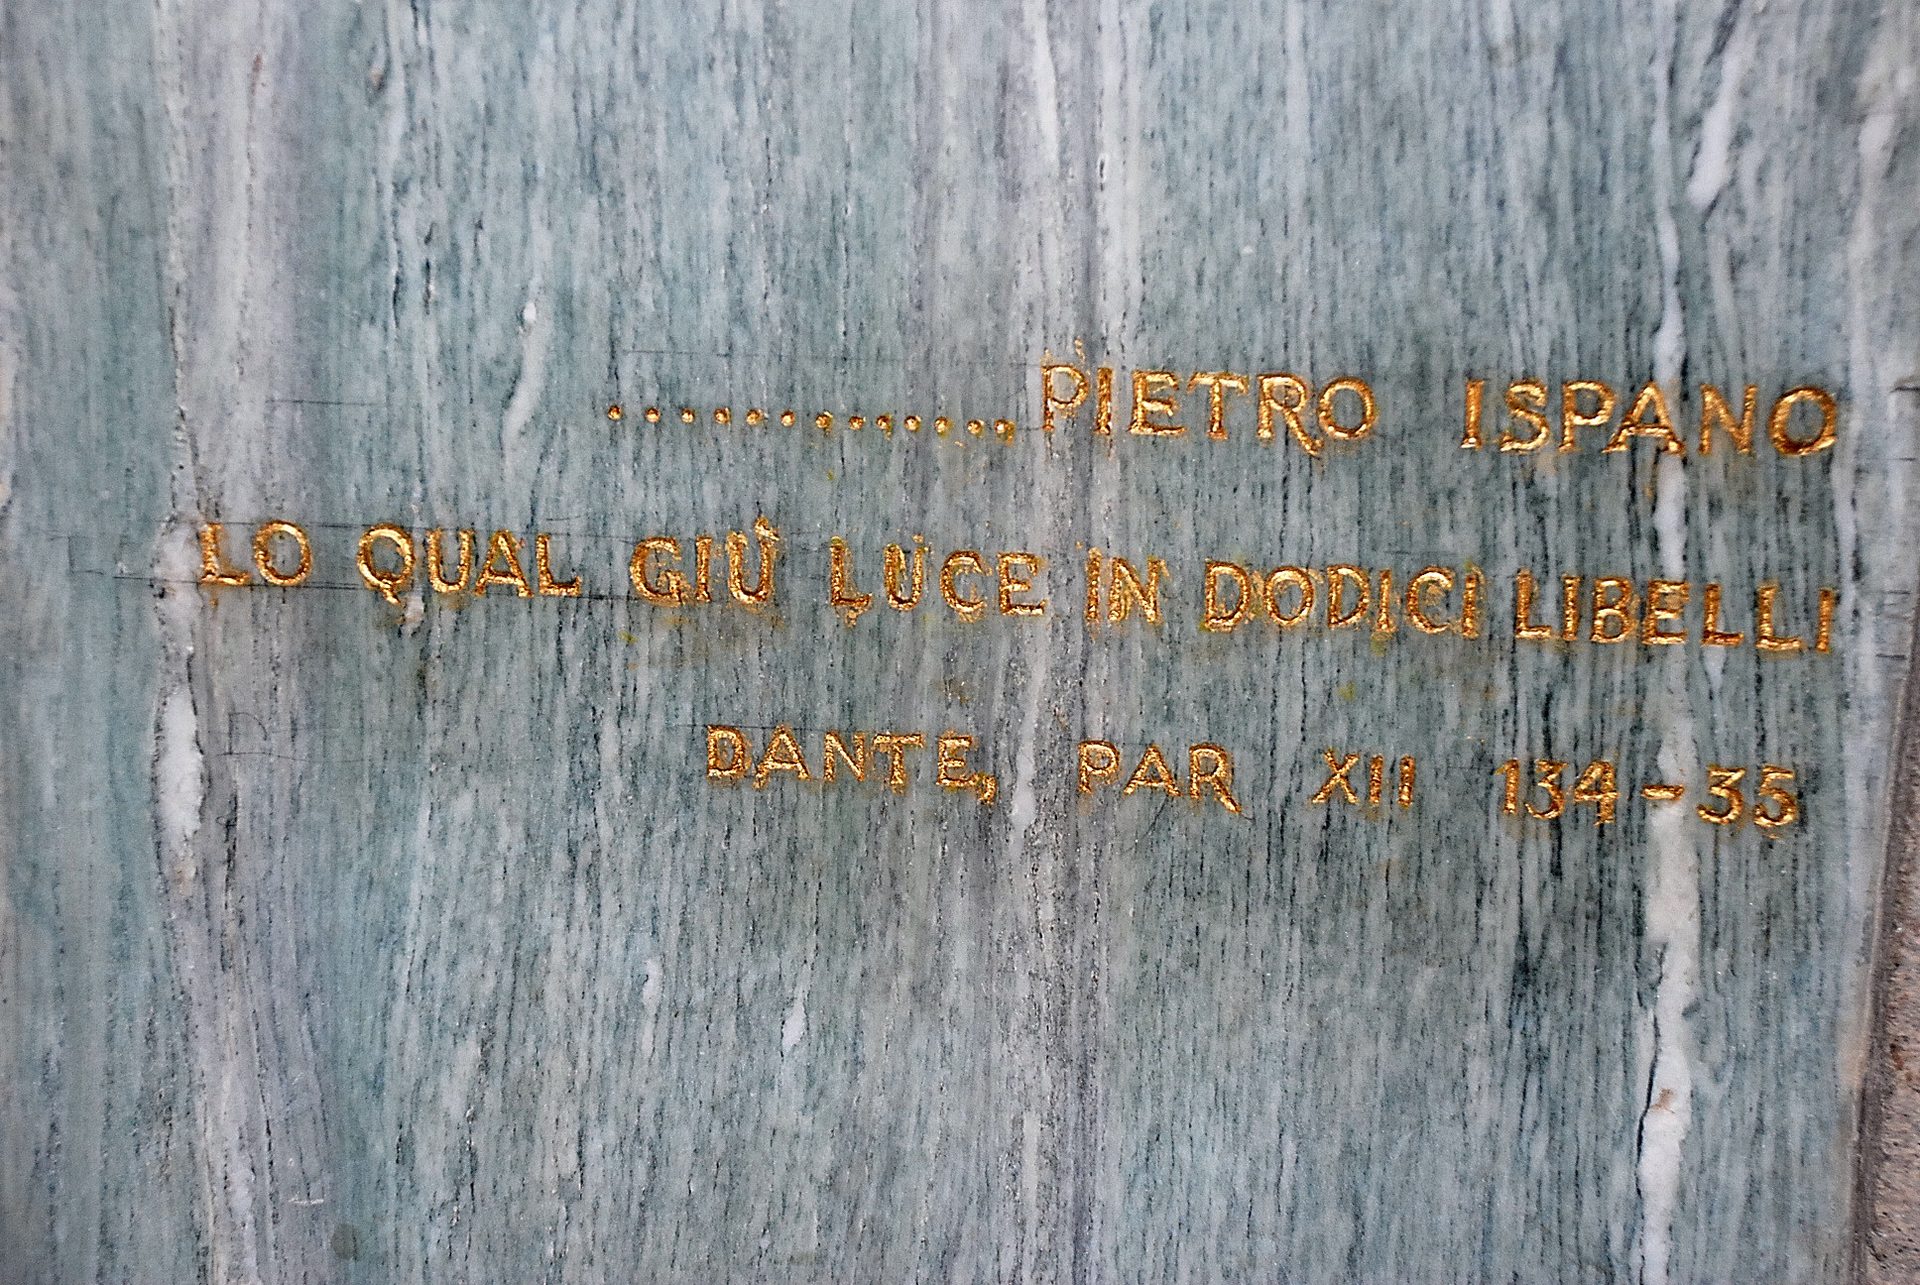 .............PIETRO ISPANO
LO QUAL GIÙ LUCE IN DODICI LIBELLI
DANTE, PAR XII 134-35